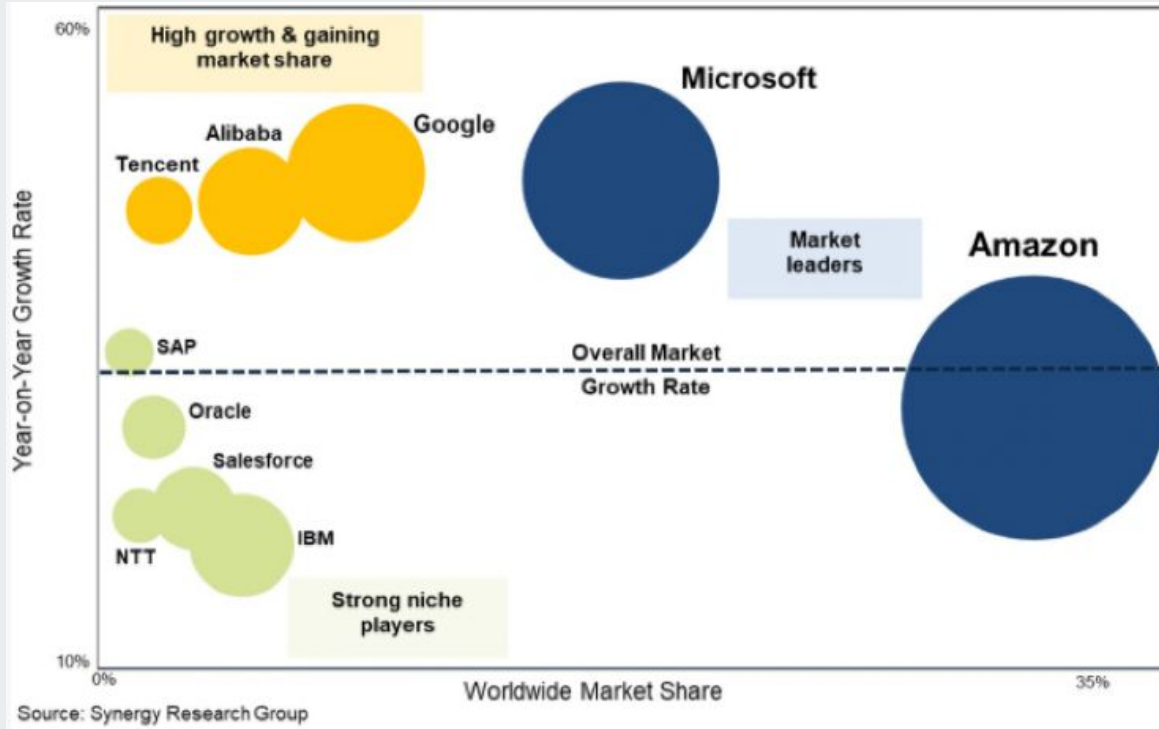 60%
High growth & gaining
market share
Microsoft
Google
Alibaba
Tencent
Market
leaders
Amazon
Year-on-Year Growth Rate
SAP
Overall Market
Growth Rate
Oracle
Salesforce
IBM
NTT
Strong niche
players
10%
0%
Worldwide Market Share
35%
Source: Synergy Research Group